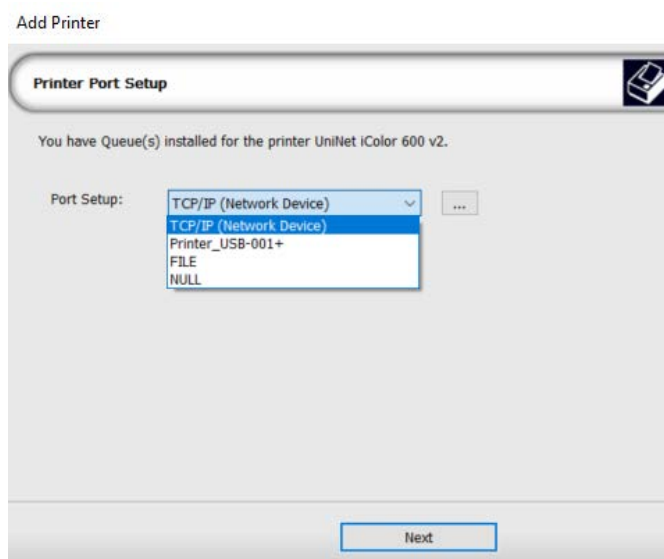 Add Printer
Printer Port Setup
You have Queue(s) installed for the printer UniNet iColor 600 v2.
Port Setup: TCP/IP (Network Device) ...
TCP/IP (Network Device)
Printer_USB-001+
FILE
NULL
Next